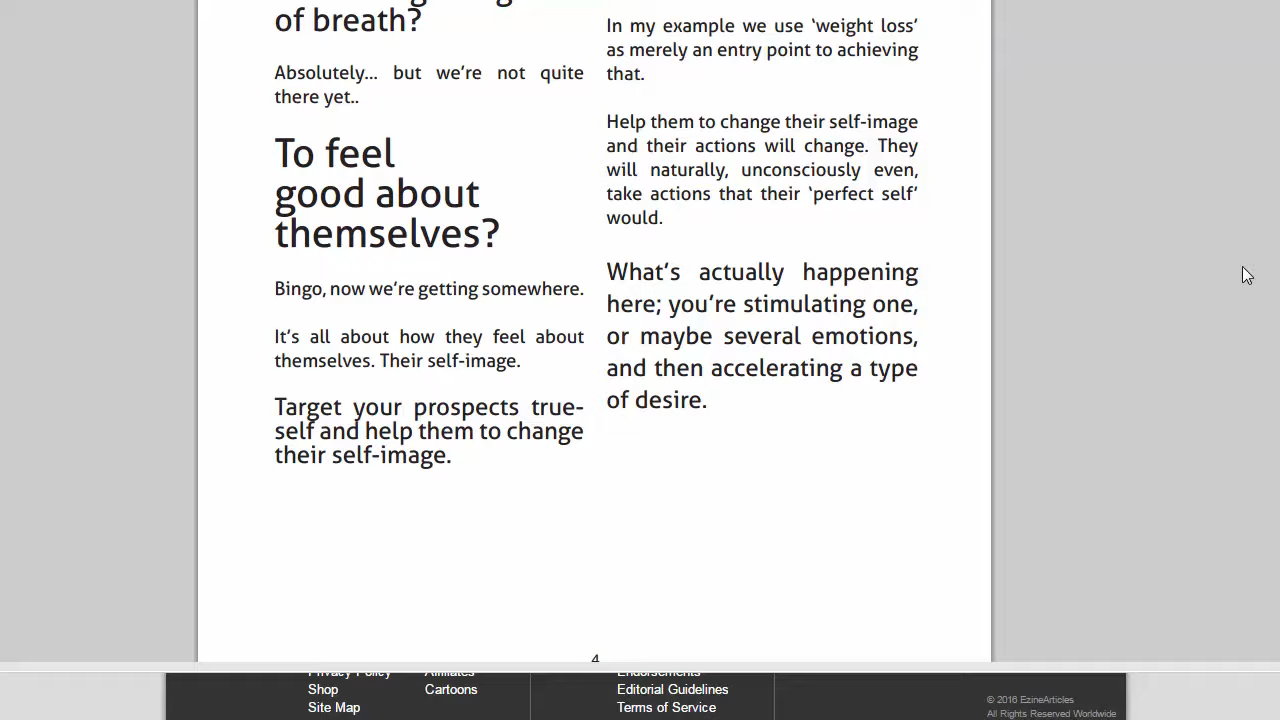 of breath?
Absolutely... but we're not quite
there yet..
To feel
good about
themselves?
Bingo, now we're getting somewhere.
It's all about how they feel about
themselves. Their self-image.
Target your prospects true-
self and help them to change
their self-image.
In my example we use ‘weight loss’
as merely an entry point to achieving
that.
Help them to change their self-image
and their actions will change. They
will naturally, unconsciously even,
take actions that their ‘perfect self’
would.
What's actually happening
here; you're stimulating one,
or maybe several emotions,
and then accelerating a type
of desire.
4
Privacy Policy
Shop
Site Map
Affiliates
Cartoons
Endorsements
Editorial Guidelines
Terms of Service
© 2016 EzineArticles
All Rights Reserved Worldwide